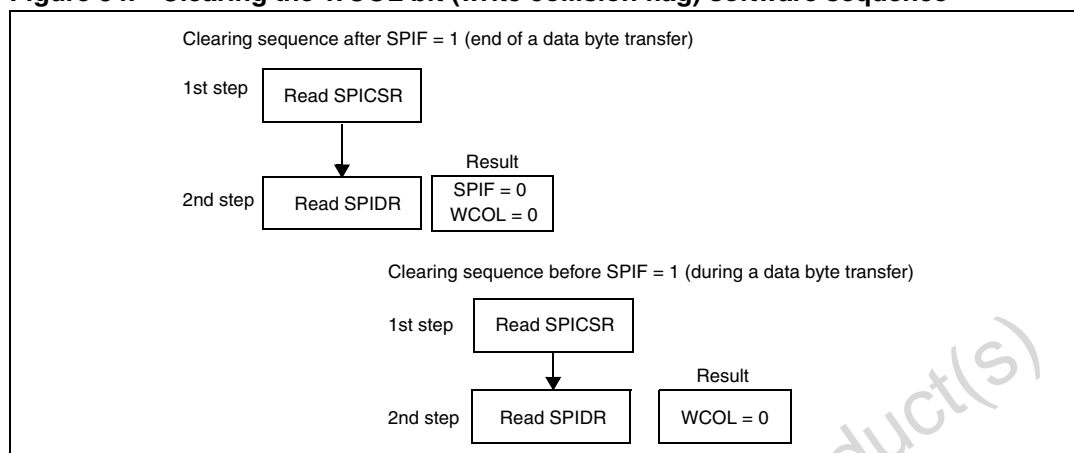 Clearing sequence after SPIF = 1 (end of a data byte transfer)
1st step
Read SPICSR
Result
2nd step
Read SPIDR
SPIF = 0
WCOL = 0
Clearing sequence before SPIF = 1 (during a data byte transfer)
1st step
Read SPICSR
Result
2nd step
Read SPIDR
WCOL = 0